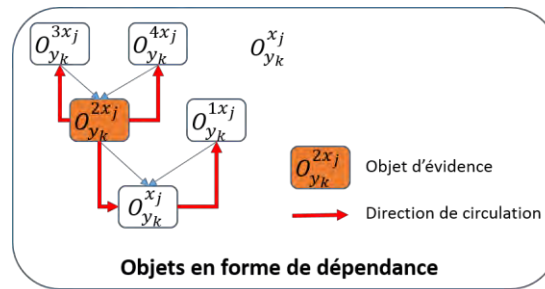 O_{y_k}^{3x_j} O_{y_k}^{4x_j} O_{y_k}^{x_j}
O_{y_k}^{2x_j} O_{y_k}^{1x_j}
O_{y_k}^{2x_j} Objet d'évidence
O_{y_k}^{x_j} Direction de circulation
Objets en forme de dépendance